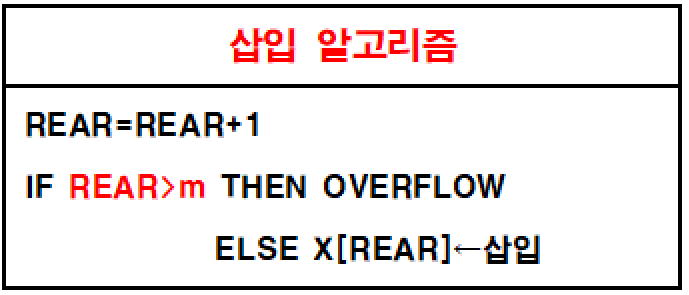 삽입 알고리즘
REAR=REAR+1
IF REAR>m THEN OVERFLOW
ELSE X[REAR]←삽입